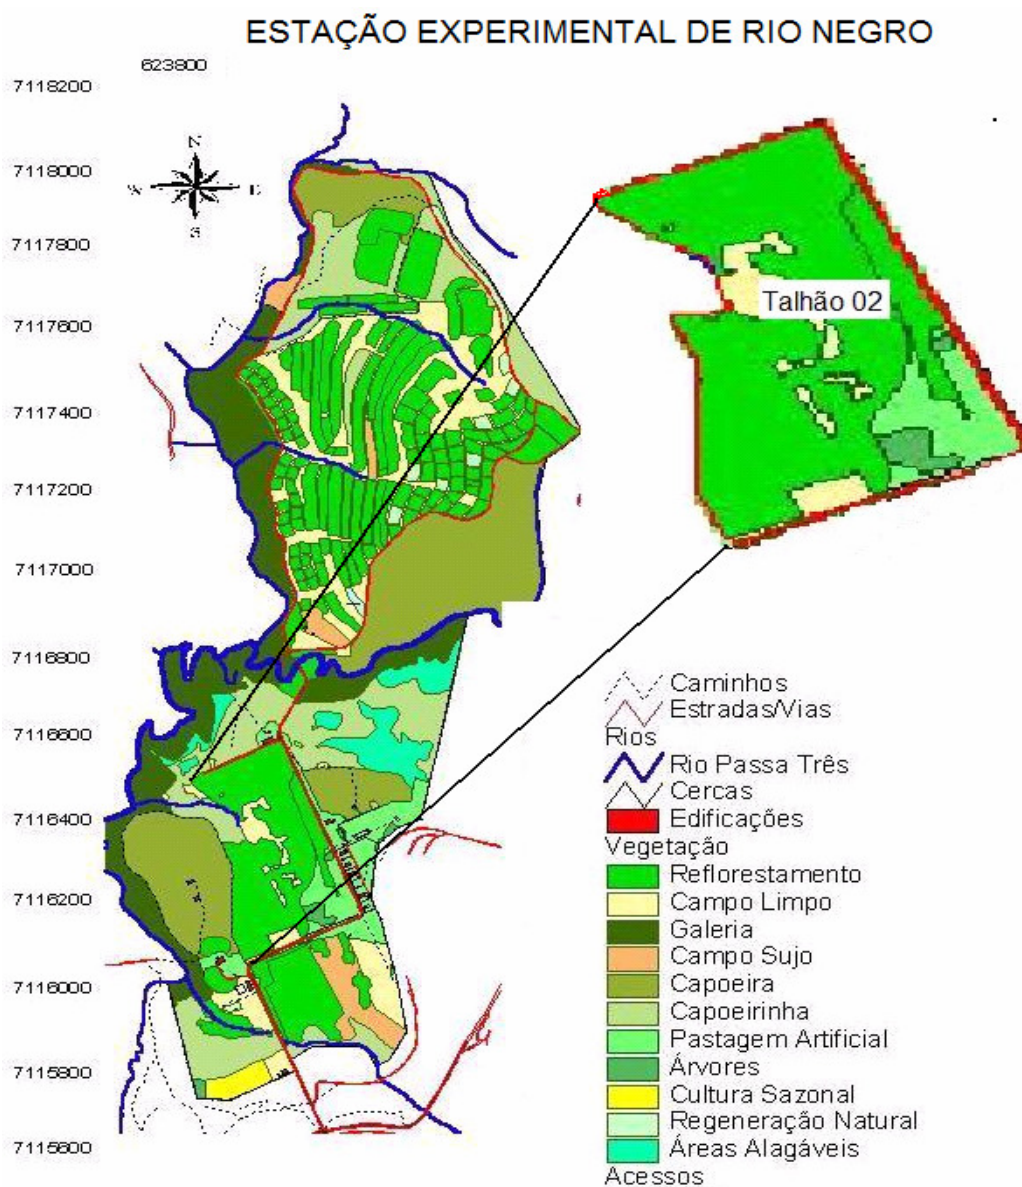 ESTAÇÃO EXPERIMENTAL DE RIO NEGRO
623800
7118200
7118000
7117800
7117600
7117400
7117200
7117000
7116800
7116600
7116400
7116200
7116000
7115800
7115600
N
W E
S
Talhão 02
Caminhos
Estradas/Vias
Rios
Rio Passa Três
Cercas
Edificações
Vegetação
Reflorestamento
Campo Limpo
Galeria
Campo Sujo
Capoeira
Capoeirinha
Pastagem Artificial
Árvores
Cultura Sazonal
Regeneração Natural
Áreas Alagáveis
Acessos